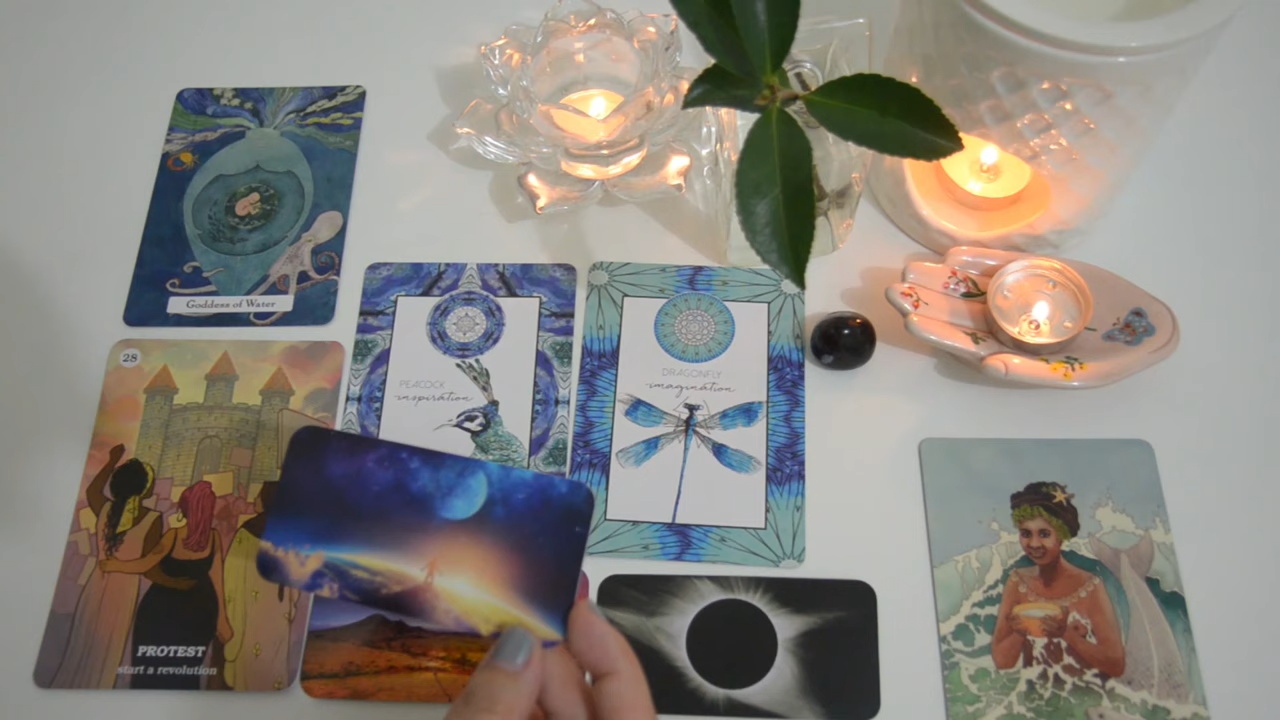 Goddess of Water
28
PROTEST
start a revolution
PEACOCK
inspiration
DRAGONFLY
imagination